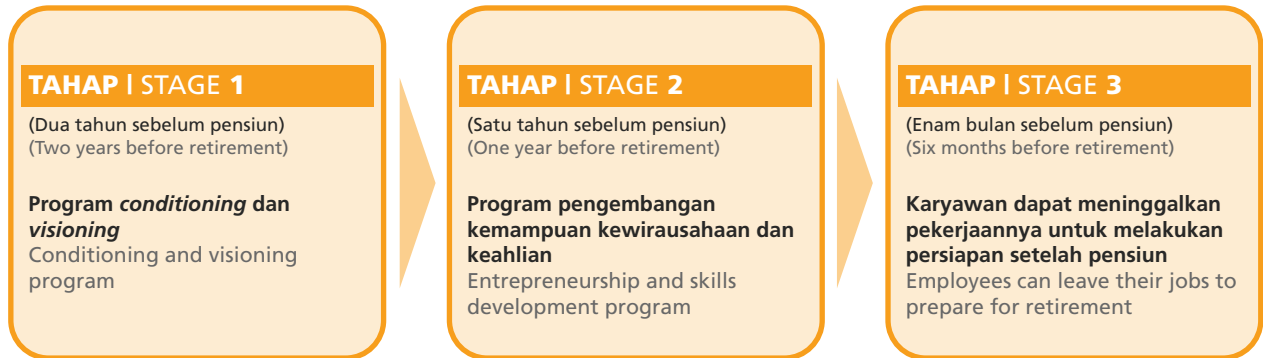 TAHAP | STAGE 1
(Dua tahun sebelum pensiun)
(Two years before retirement)
Program conditioning dan
visioning
Conditioning and visioning
program
TAHAP | STAGE 2
(Satu tahun sebelum pensiun)
(One year before retirement)
Program pengembangan
kemampuan kewirausahaan dan
keahlian
Entrepreneurship and skills
development program
TAHAP | STAGE 3
(Enam bulan sebelum pensiun)
(Six months before retirement)
Karyawan dapat meninggalkan
pekerjaannya untuk melakukan
persiapan setelah pensiun
Employees can leave their jobs to
prepare for retirement